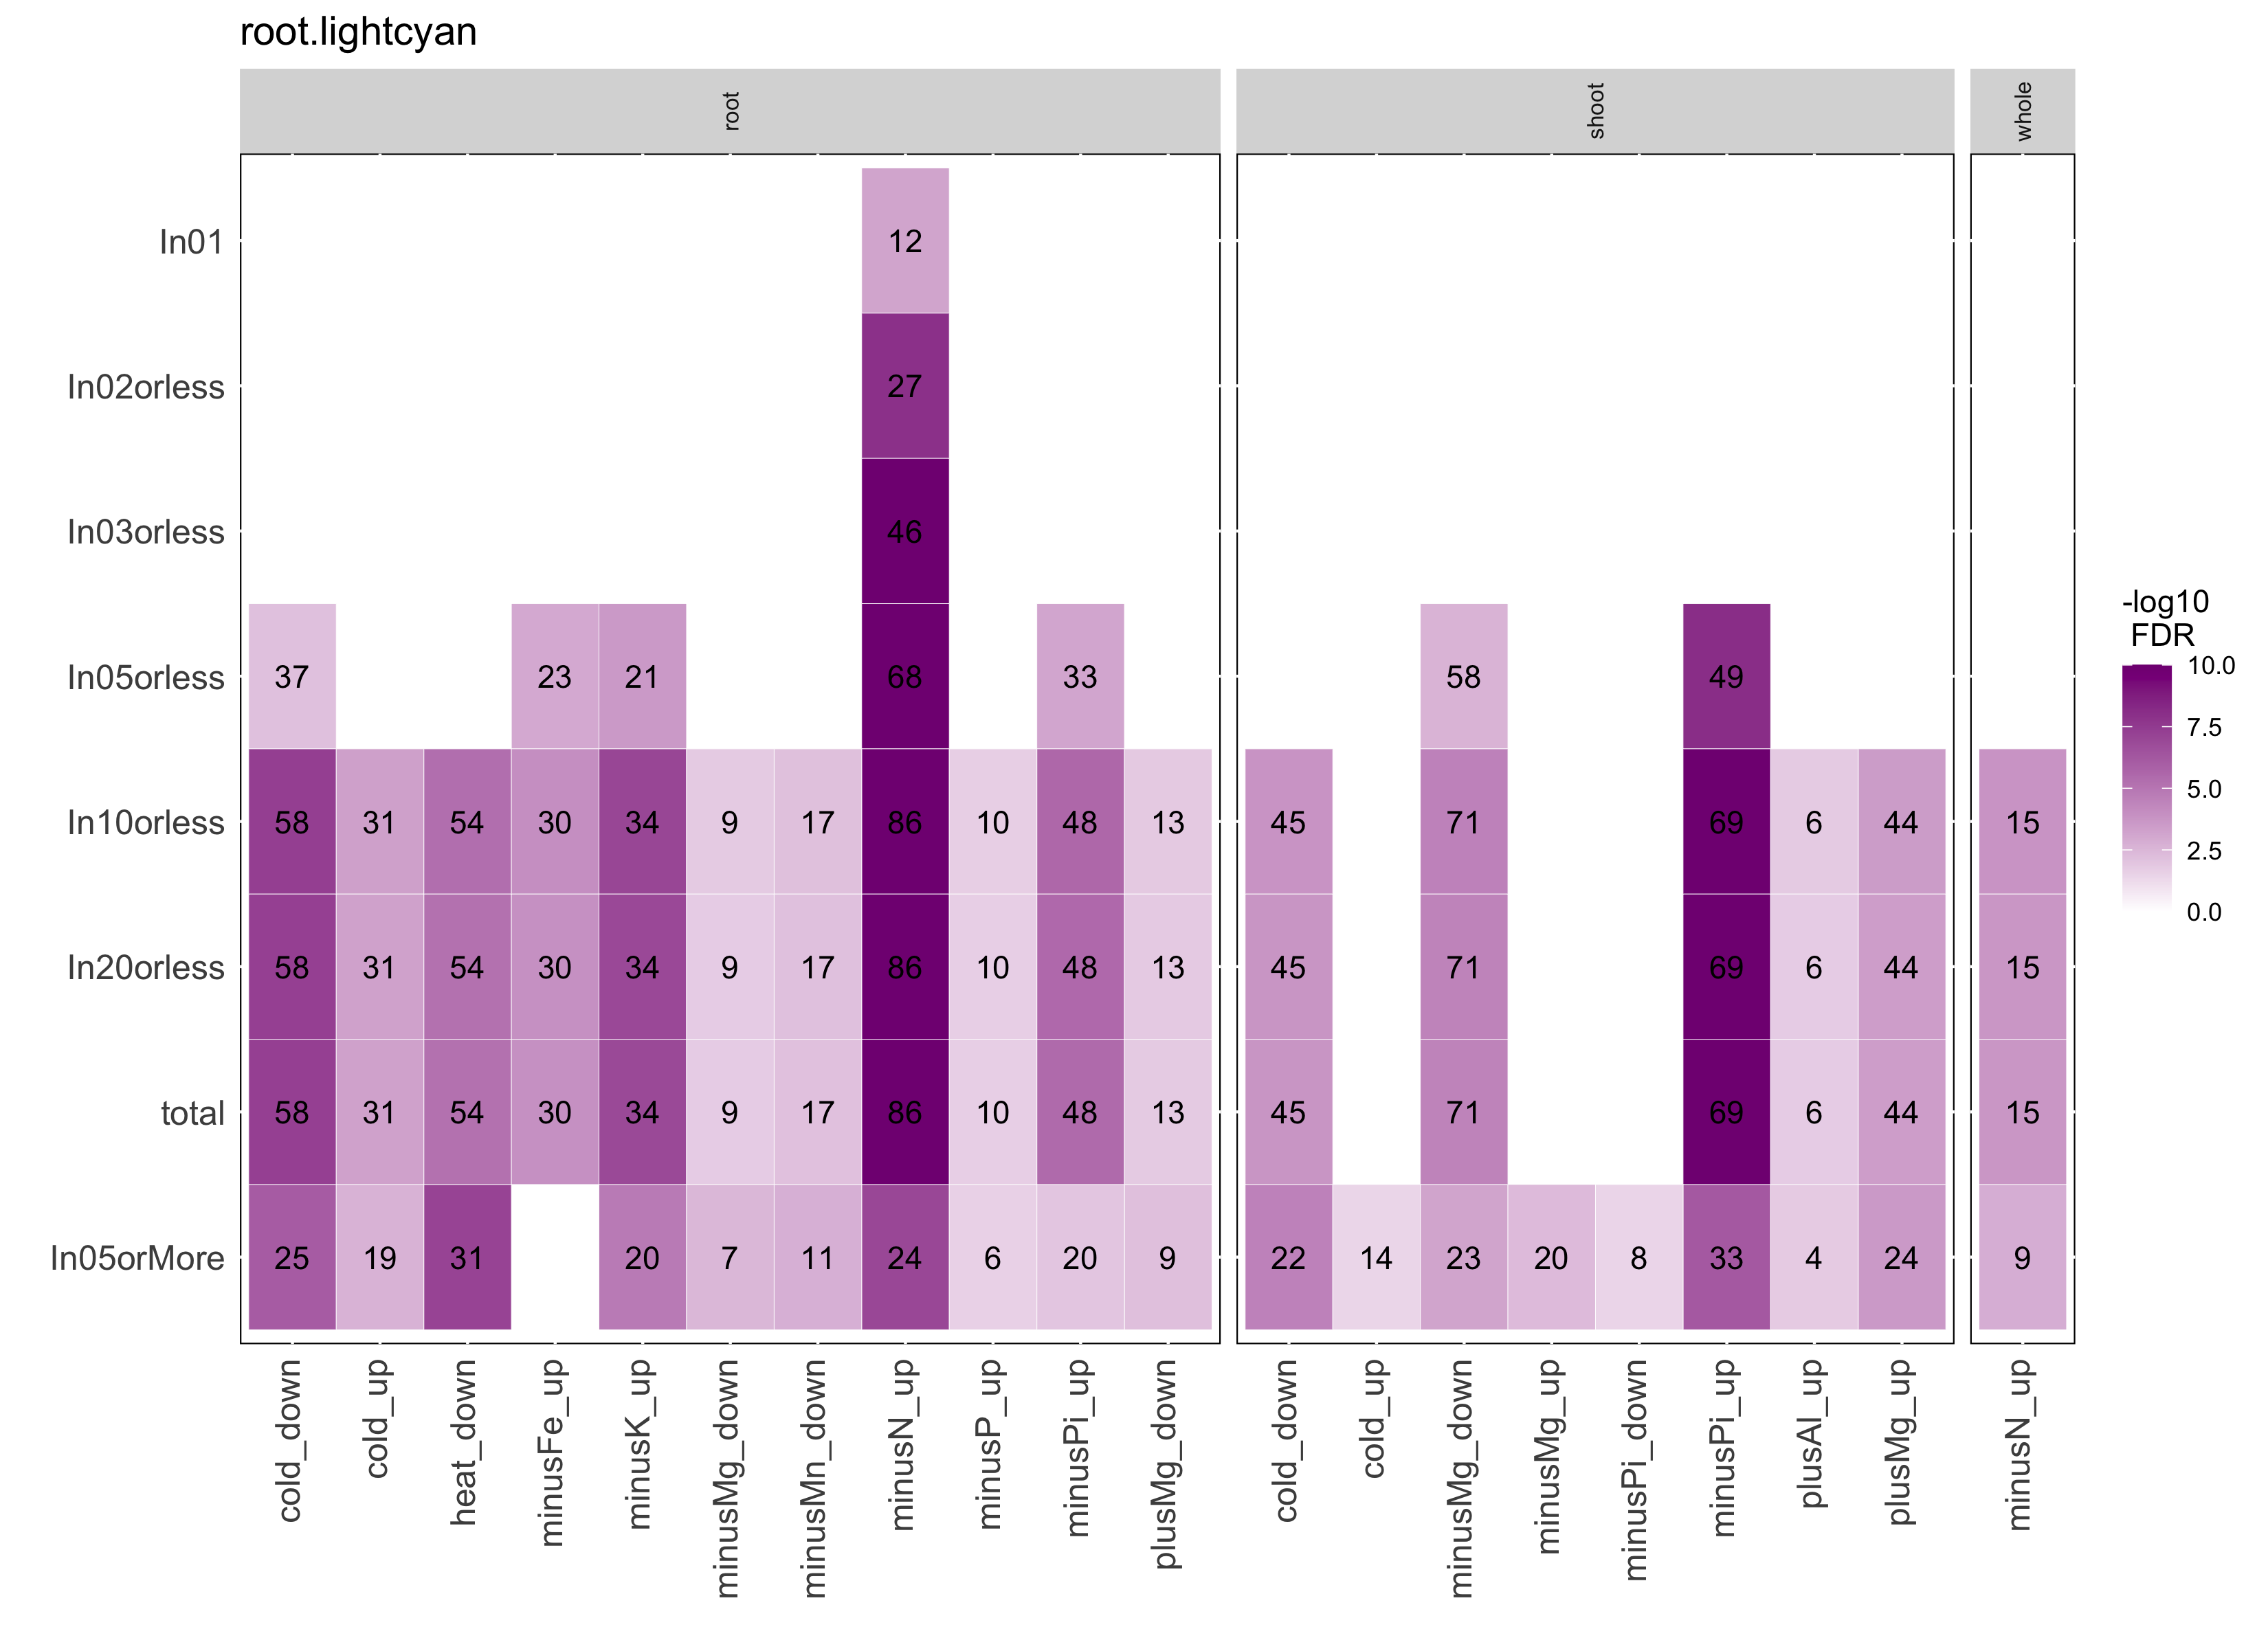 root.lightcyan
root
shoot
whole
In01
12
In02orless
27
In03orless
46
In05orless
37 23 21 68 33 58 49
In10orless
58 31 54 30 34 9 17 86 10 48 13 45 71 69 6 44 15
In20orless
58 31 54 30 34 9 17 86 10 48 13 45 71 69 6 44 15
total
58 31 54 30 34 9 17 86 10 48 13 45 71 69 6 44 15
In05orMore
25 19 31 20 7 11 24 6 20 9 22 14 23 20 8 33 4 24 9
cold_down
cold_up
heat_down
minusFe_up
minusK_up
minusMg_down
minusMn_down
minusN_up
minusP_up
minusPi_up
plusMg_down
cold_down
cold_up
minusMg_down
minusMg_up
minusPi_down
minusPi_up
plusAl_up
plusMg_up
minusN_up
-log10
FDR
10.0
7.5
5.0
2.5
0.0